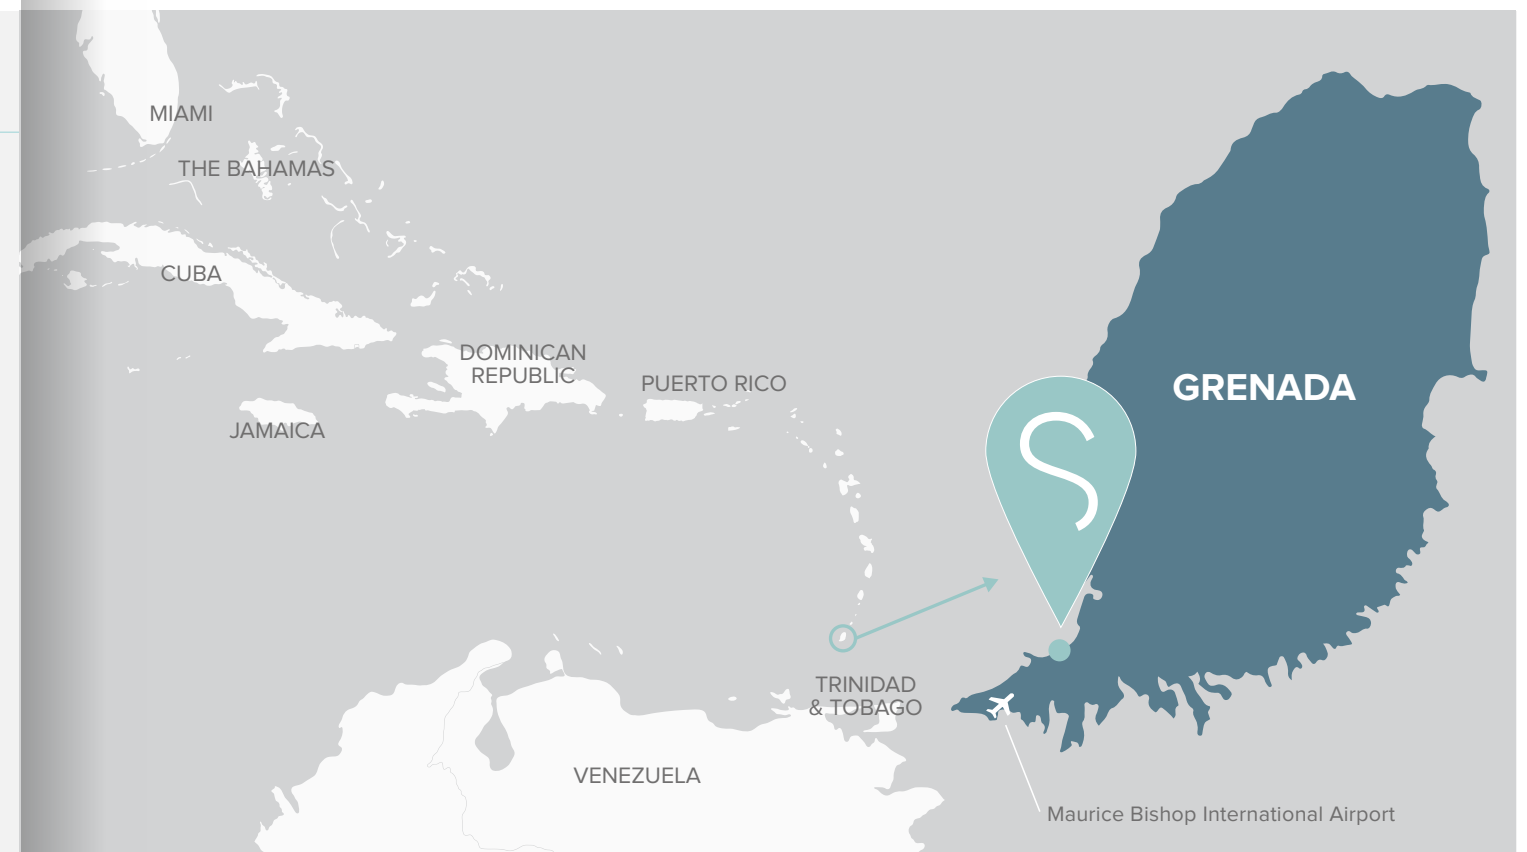 MIAMI
THE BAHAMAS
CUBA
DOMINICAN
REPUBLIC
PUERTO RICO
JAMAICA
GRENADA
S
TRINIDAD
& TOBAGO
VENEZUELA
Maurice Bishop International Airport